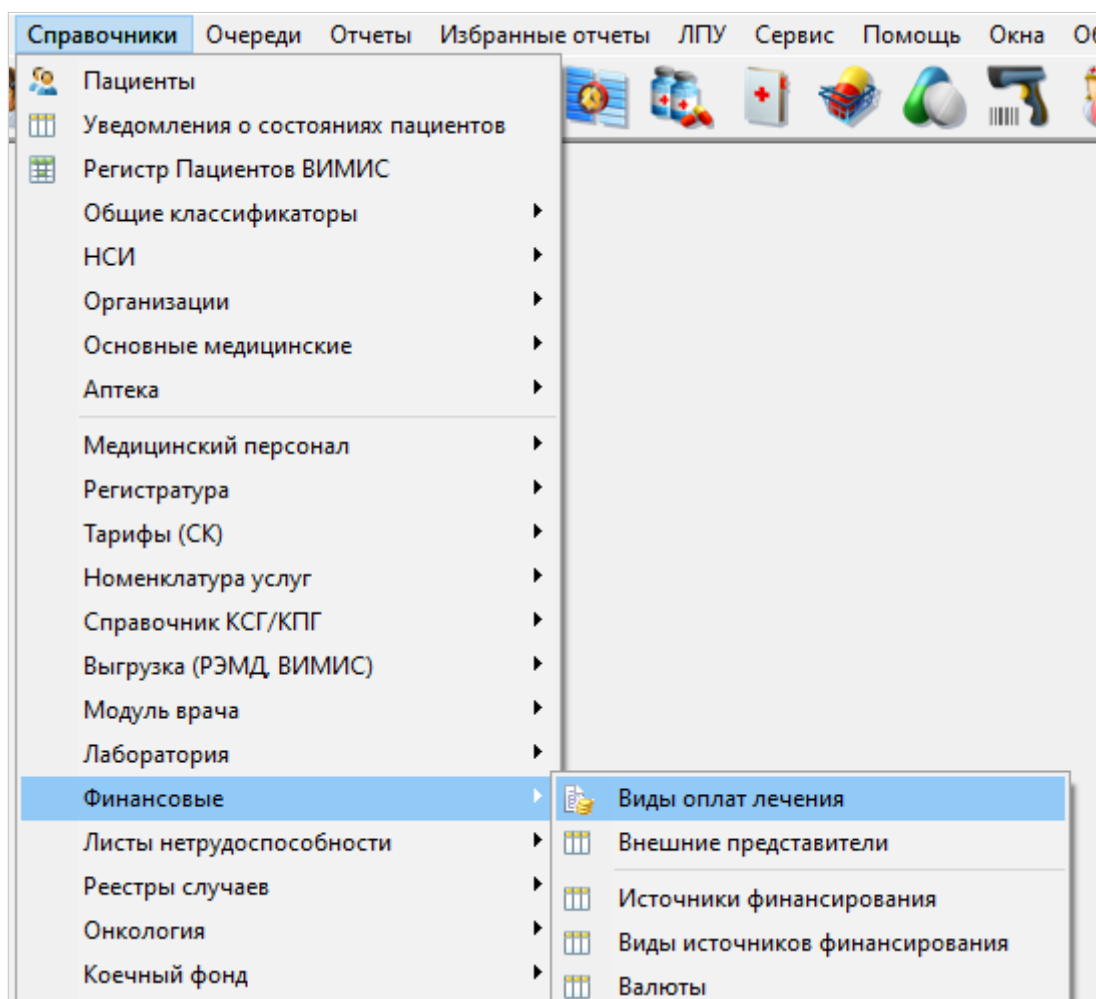 Справочники Очереди Отчеты Избранные отчеты ЛПУ Сервис Помощь Окна
Пациенты
Уведомления о состояниях пациентов
Регистр Пациентов ВИМИС
Общие классификаторы
НСИ
Организации
Основные медицинские
Аптека
Медицинский персонал
Регистратура
Тарифы (СК)
Номенклатура услуг
Справочник КСГ/КПГ
Выгрузка (РЭМД, ВИМИС)
Модуль врача
Лаборатория
Финансовые
Виды оплат лечения
Листы нетрудоспособности
Внешние представители
Реестры случаев
Источники финансирования
Онкология
Виды источников финансирования
Коечный фонд
Валюты